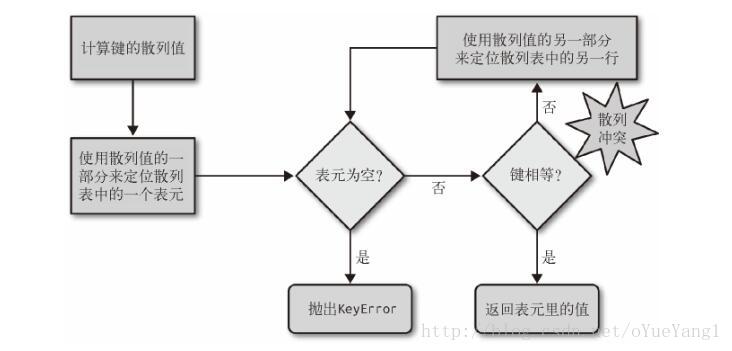 计算键的散列值
使用散列值的一
部分来定位散列
表中的一个表元
表元为空?
是
抛出KeyError
否
键相等?
是
返回表元里的值
否
散列
冲突
使用散列值的另一部分
来定位散列表中的另一行
http://blog.csdn.net/oYueYang1